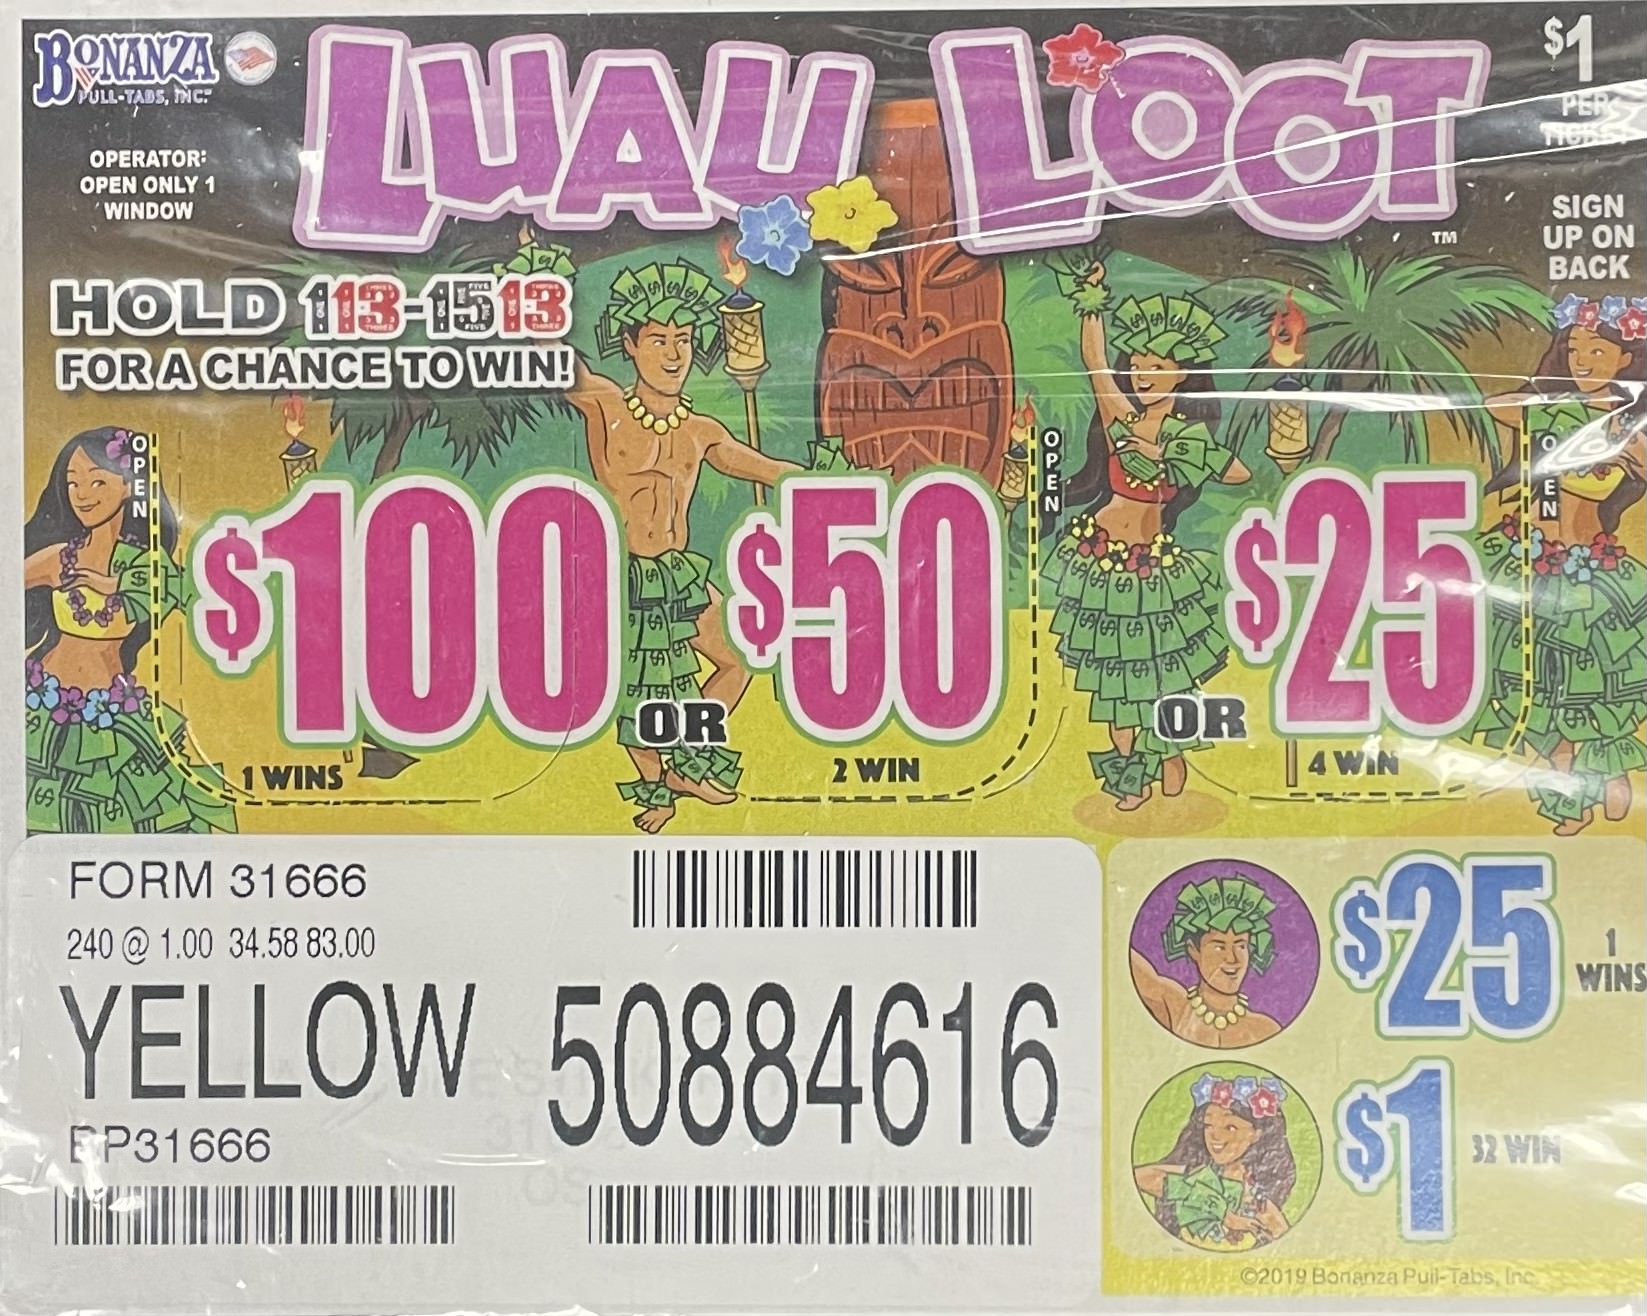 BONANZA
PULL-TABS, INC.
LUAU LOOT
TM
$1
PER
TICKET
OPERATOR:
OPEN ONLY 1
WINDOW
SIGN
UP ON
BACK
HOLD 113-1513
FOR A CHANCE TO WIN!
OPEN
OPEN
OPEN
$100 OR $50 OR $25
1 WINS
2 WIN
4 WIN
FORM 31666
240 @ 1.00 34.58 83.00
YELLOW 50884616
BP31666
$25
1
WINS
$1
32 WIN
©2019 Bonanza Pull-Tabs, Inc.